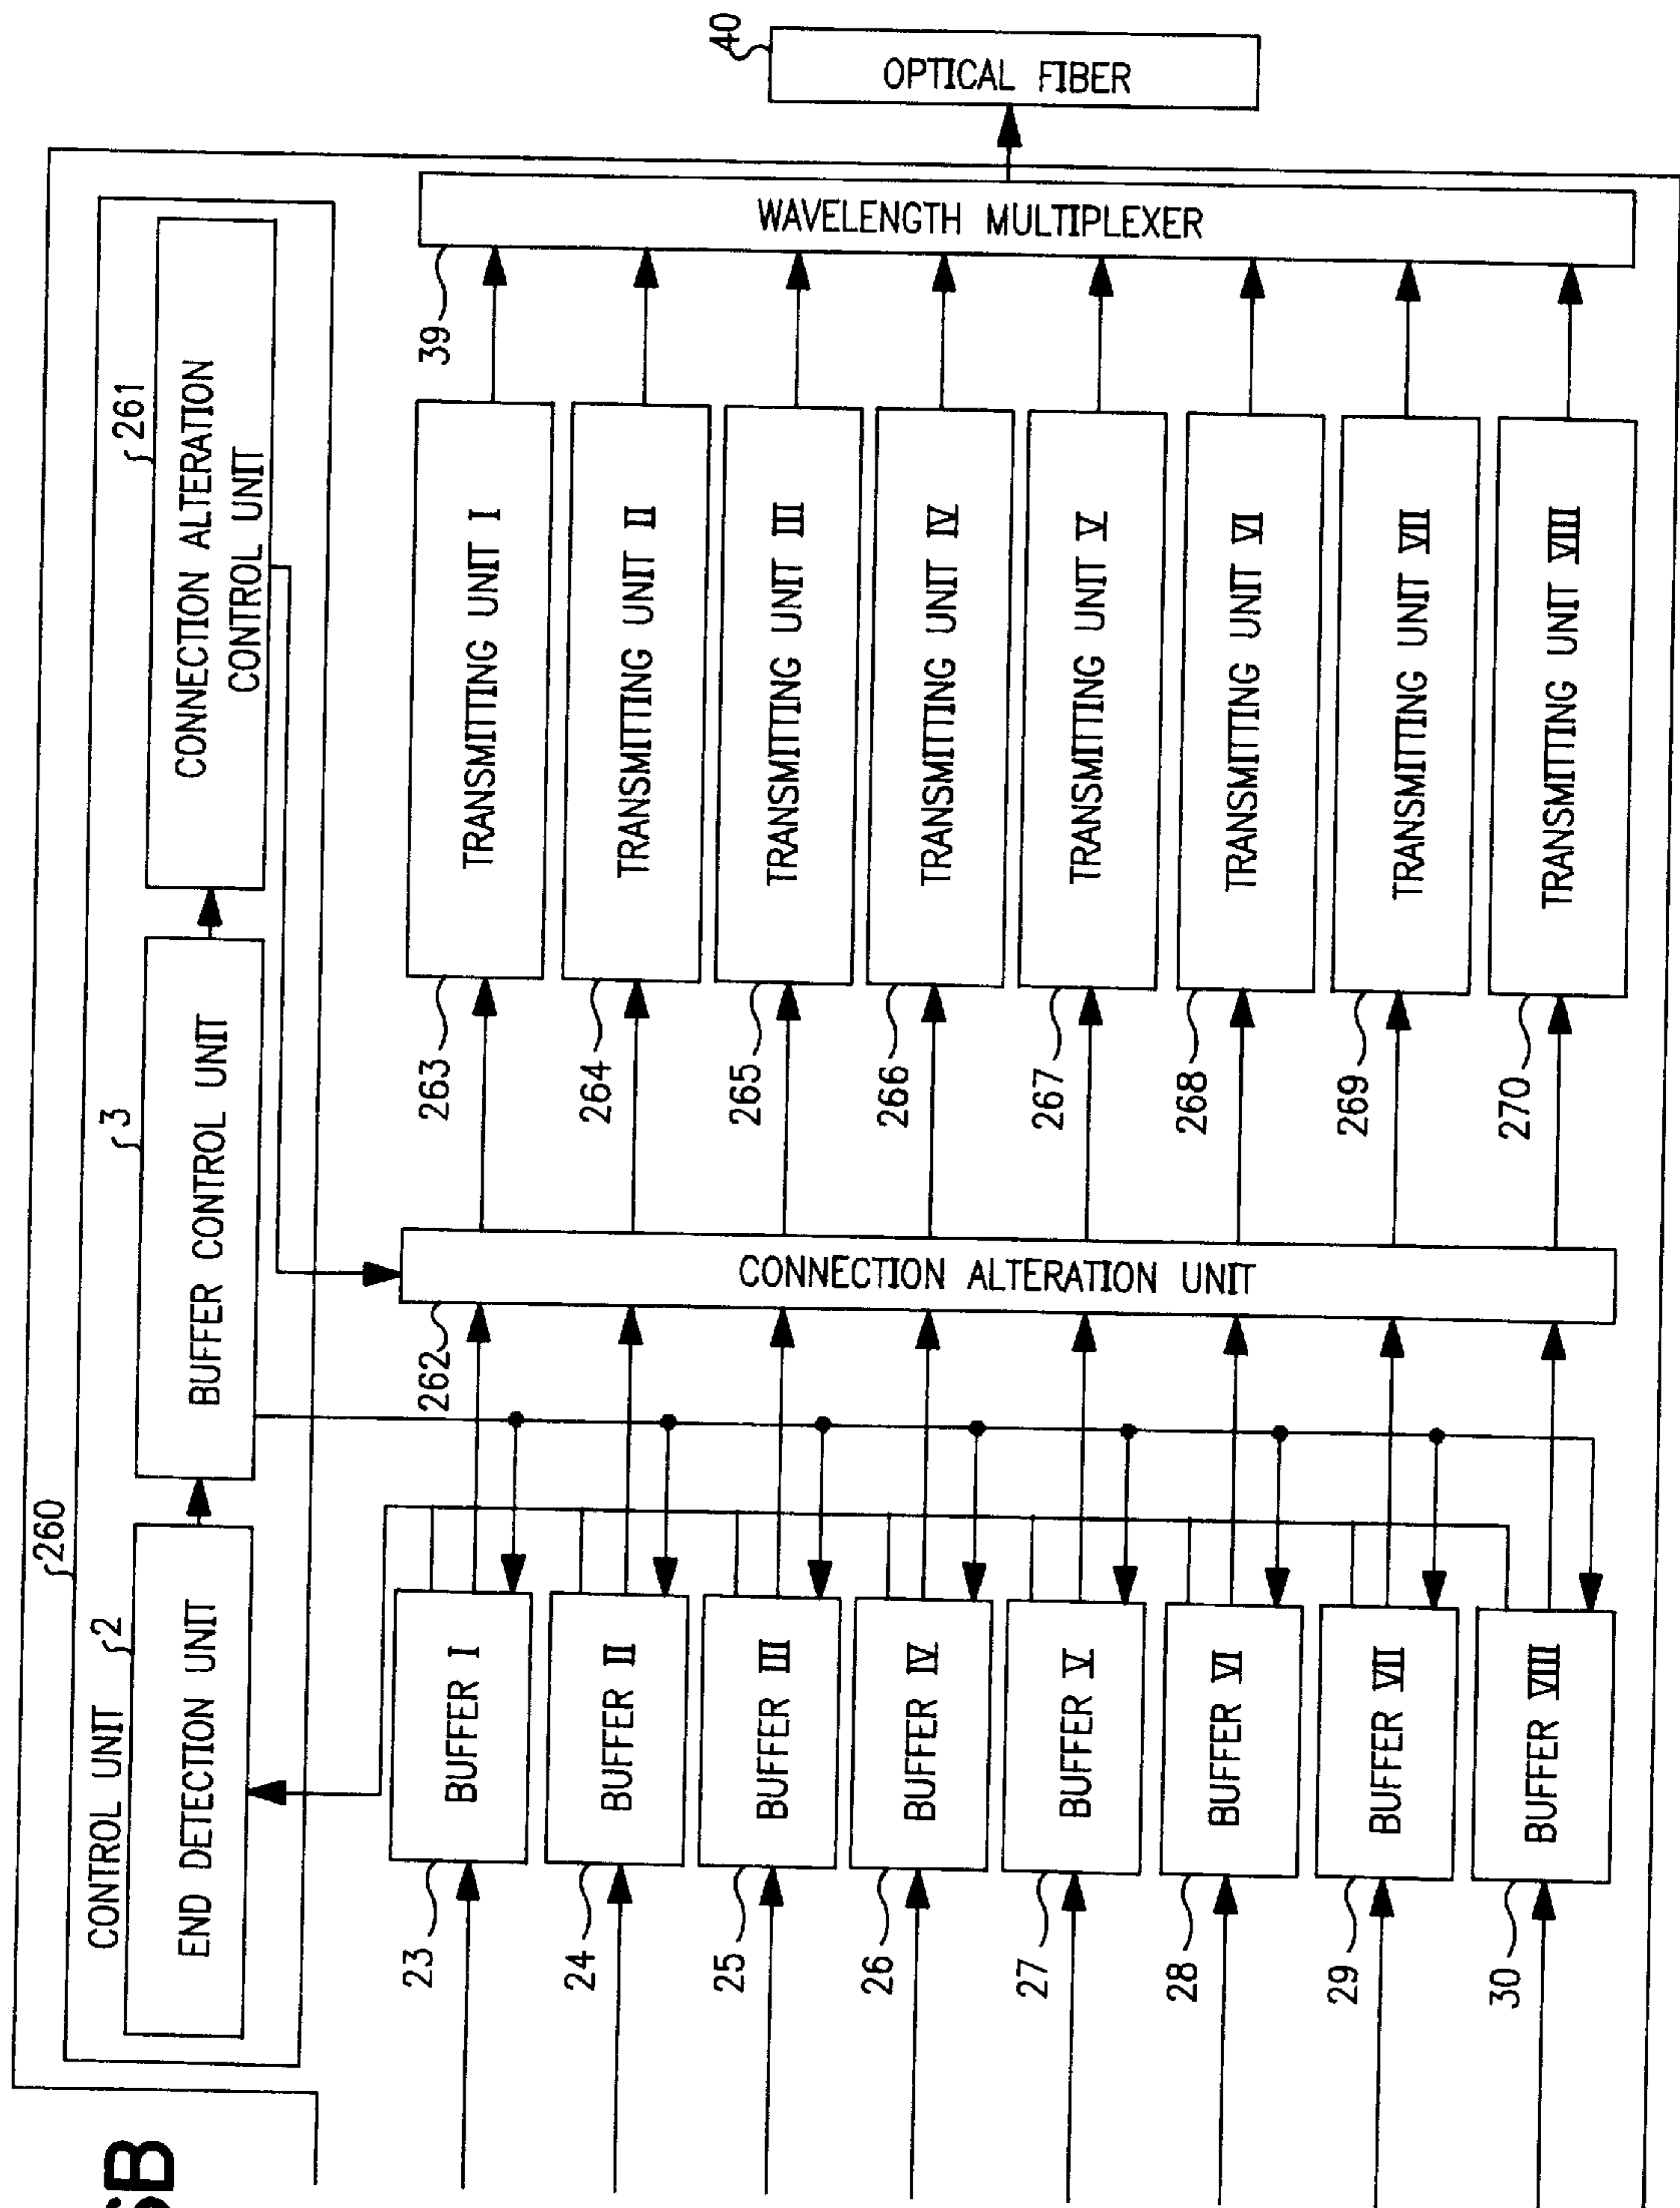 260
CONTROL UNIT
2
END DETECTION UNIT
3
BUFFER CONTROL UNIT
261
CONNECTION ALTERATION
CONTROL UNIT
23
BUFFER I
24
BUFFER II
25
BUFFER III
26
BUFFER IV
27
BUFFER V
28
BUFFER VI
29
BUFFER VII
30
BUFFER VIII
262
CONNECTION ALTERATION UNIT
263
TRANSMITTING UNIT I
264
TRANSMITTING UNIT II
265
TRANSMITTING UNIT III
266
TRANSMITTING UNIT IV
267
TRANSMITTING UNIT V
268
TRANSMITTING UNIT VI
269
TRANSMITTING UNIT VII
270
TRANSMITTING UNIT VIII
39
WAVELENGTH MULTIPLEXER
40
OPTICAL FIBER